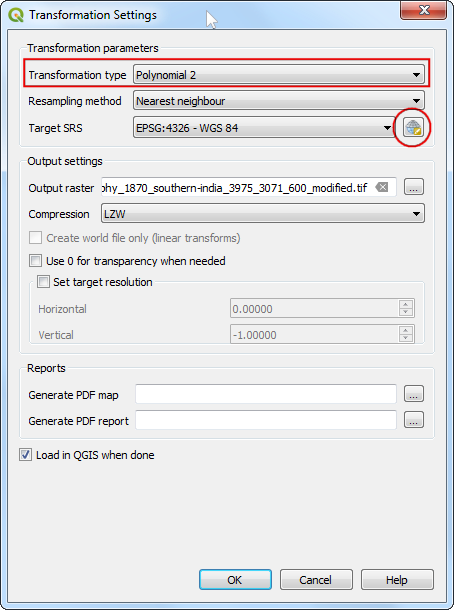 Transformation Settings
Transformation parameters
Transformation type Polynomial 2
Resampling method Nearest neighbour
Target SRS EPSG:4326 - WGS 84
Output settings
Output raster phy_1870_southern-india_3975_3071_600_modified.tif ...
Compression LZW
Create world file only (linear transforms)
Use 0 for transparency when needed
Set target resolution
Horizontal 0.00000
Vertical -1.00000
Reports
Generate PDF map ...
Generate PDF report ...
Load in QGIS when done
OK Cancel Help